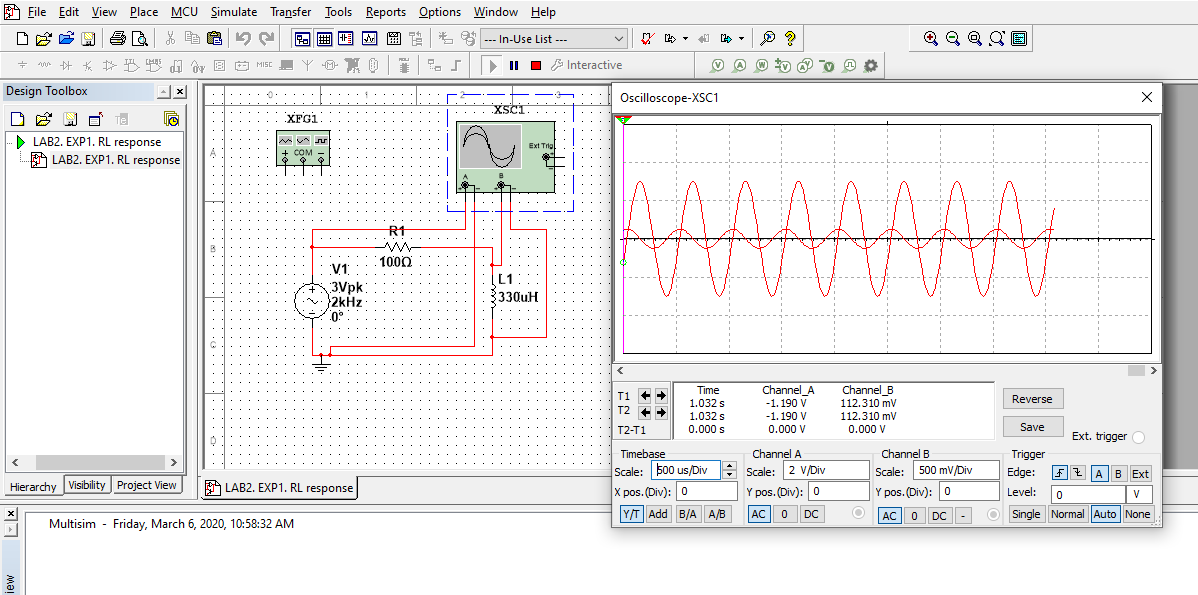 File Edit View Place MCU Simulate Transfer Tools Reports Options Window Help
--- In-Use List ---
MISC
Interactive
Design Toolbox
LAB2. EXP1. RL response
LAB2. EXP1. RL response
Hierarchy Visibility Project View
0 1 2 3
A
B
C
D
XFG1
COM
XSC1
Ext Trig
A B
R1
100Ω
V1
3Vpk
2kHz
0°
L1
330uH
LAB2. EXP1. RL response
Oscilloscope-XSC1
Time Channel_A Channel_B
T1 1.032 s -1.190 V 112.310 mV
T2 1.032 s -1.190 V 112.310 mV
T2-T1 0.000 s 0.000 V 0.000 V
Reverse
Save
Ext. trigger
Timebase
Scale: 500 us/Div
X pos.(Div): 0
Y/T Add B/A A/B
Channel A
Scale: 2 V/Div
Y pos.(Div): 0
AC 0 DC
Channel B
Scale: 500 mV/Div
Y pos.(Div): 0
AC 0 DC -
Trigger
Edge: A B Ext
Level: 0 V
Single Normal Auto None
Multisim - Friday, March 6, 2020, 10:58:32 AM